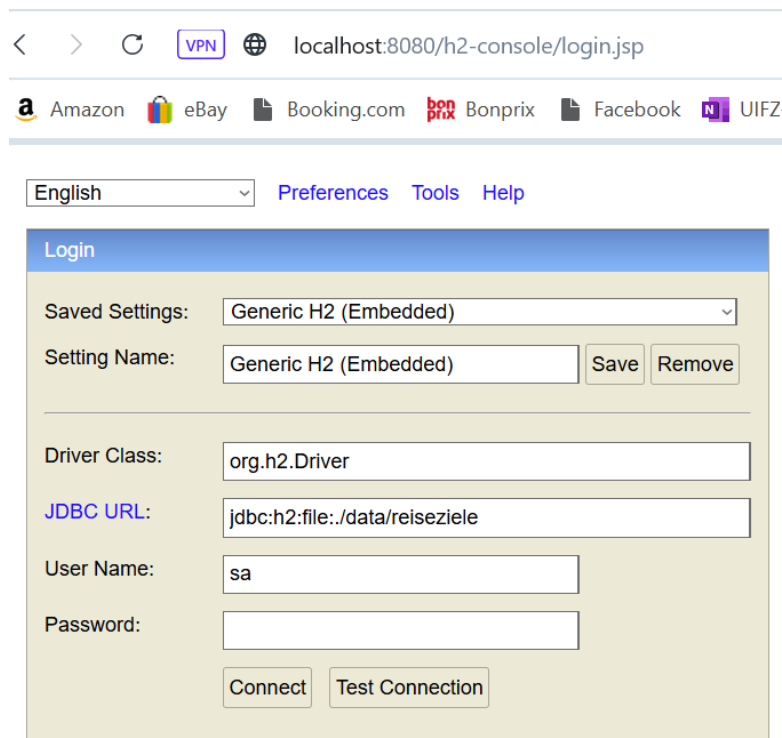 VPN localhost:8080/h2-console/login.jsp
a Amazon eBay Booking.com bon prix Bonprix Facebook N UIFZ
English Preferences Tools Help
Login
Saved Settings: Generic H2 (Embedded)
Setting Name: Generic H2 (Embedded) Save Remove
Driver Class: org.h2.Driver
JDBC URL: jdbc:h2:file:./data/reiseziele
User Name: sa
Password:
Connect Test Connection